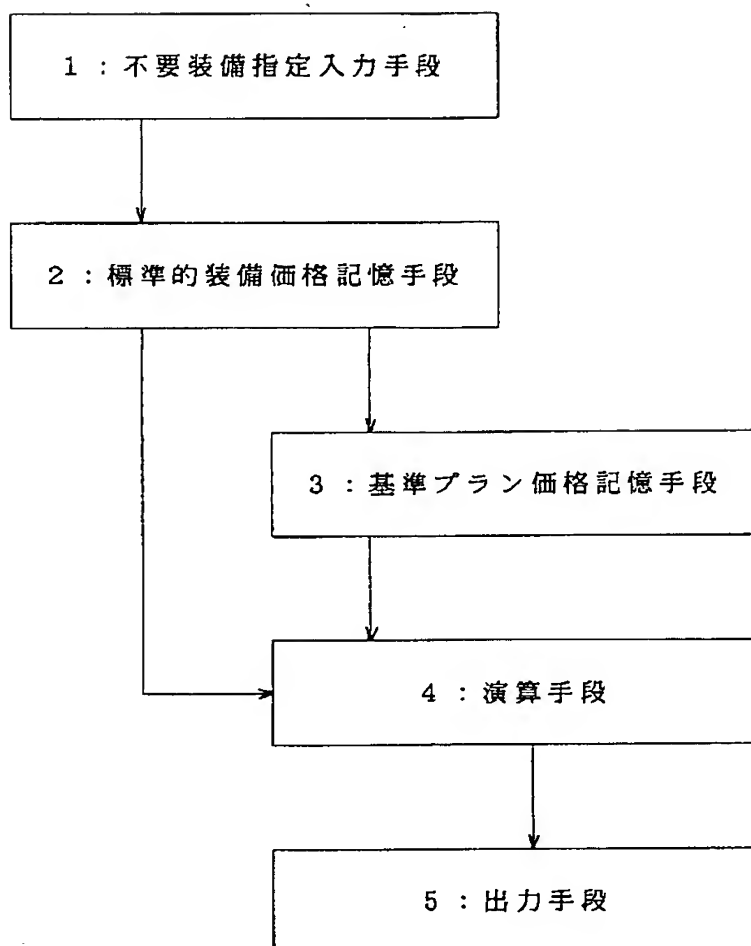 1：不要装備指定入力手段
2：標準的装備価格記憶手段
3：基準プラン価格記憶手段
4：演算手段
5：出力手段